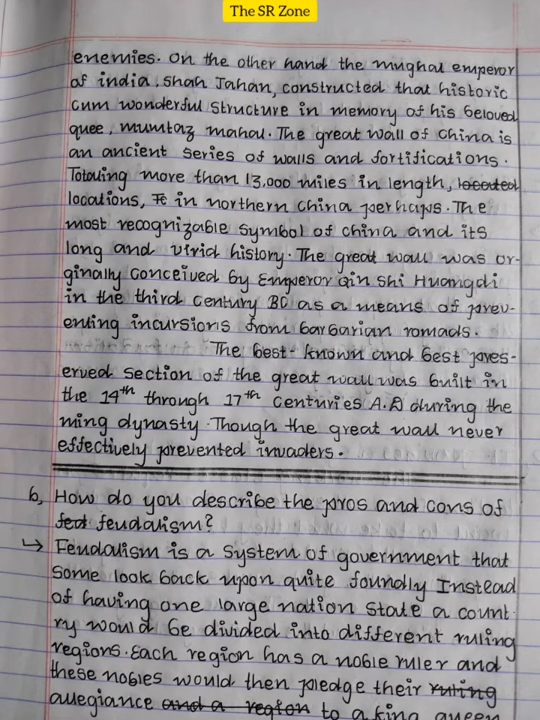 The SR Zone
enemies. On the other hand the mughal emperor
of india, shah Jahan, constructed that historic
cum wonderful structure in memory of his beloved
quee, mumtaz mahal. The great wall of China is
an ancient series of walls and fortifications.
Totaling more than 13,000 miles in length, located
locations, in northern China perhaps. The
most recognizable symbol of china and its
long and vivid history. The great wall was or-
ginally conceived by Emperor Qin Shi Huangdi
in the third century BC as a means of prev-
enting incursions from barbarian romads.
The best-known and best pres-
erved section of the great wall was built in
the 14th through 17th Centuries A.D during the
ming dynasty. Though the great wall never
effectively prevented invaders.
6, How do you describe the pros and cons of
fed feudalism?
↳ Feudalism is a System of government that
some look back upon quite foundly Instead
of having one large nation state a count-
ry would be divided into different ruling
regions. Each region has a noble ruler and
these nobles would then pledge their ruling
allegiance and a region to a king queen